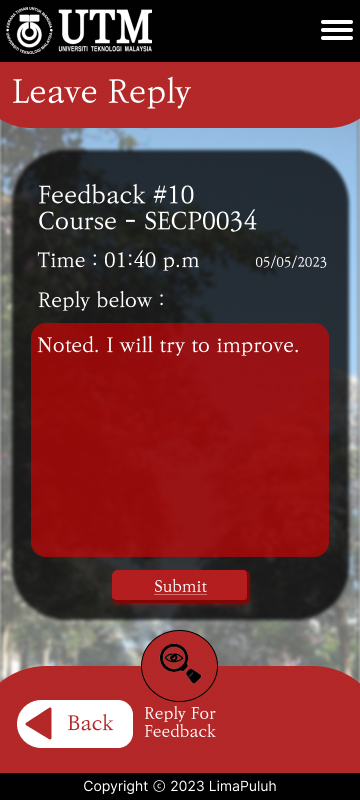 UTM
UNIVERSITI TEKNOLOGI MALAYSIA
Leave Reply
Feedback #10
Course - SECP0034
Time : 01:40 p.m
05/05/2023
Reply below :
Noted. I will try to improve.
Submit
Back
Reply For
Feedback
Copyright © 2023 LimaPuluh